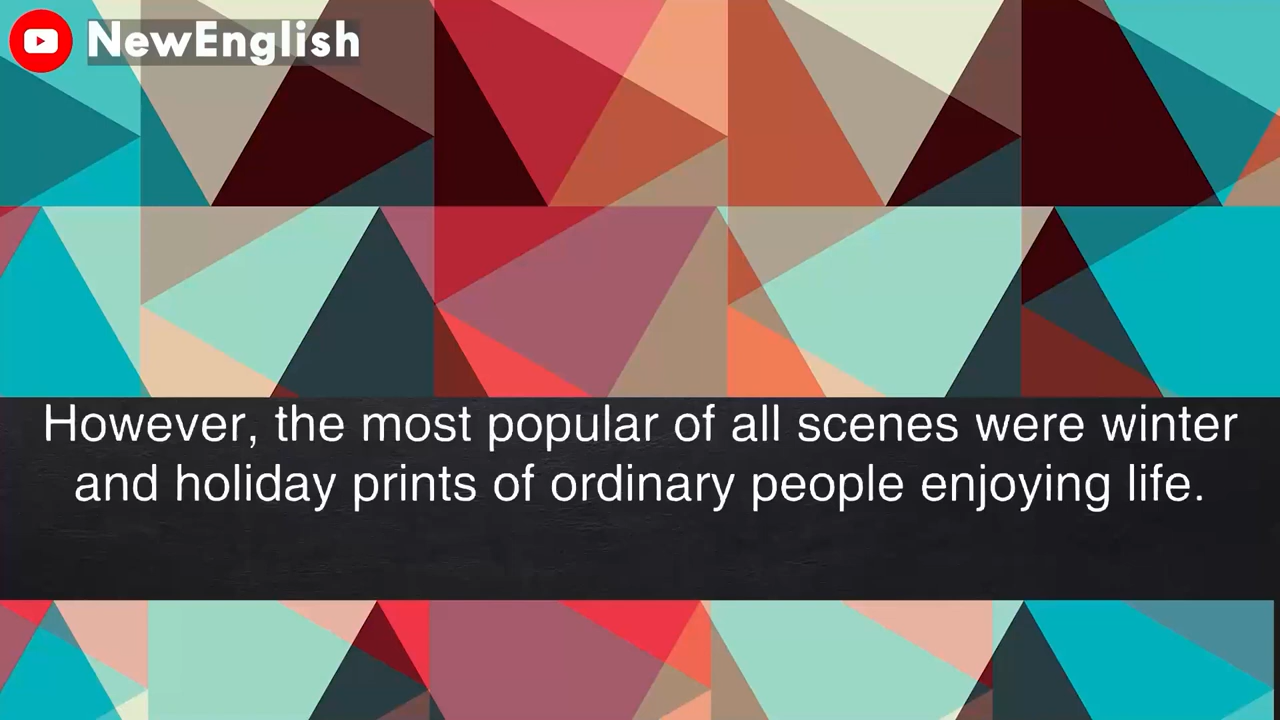 NewEnglish
However, the most popular of all scenes were winter
and holiday prints of ordinary people enjoying life.